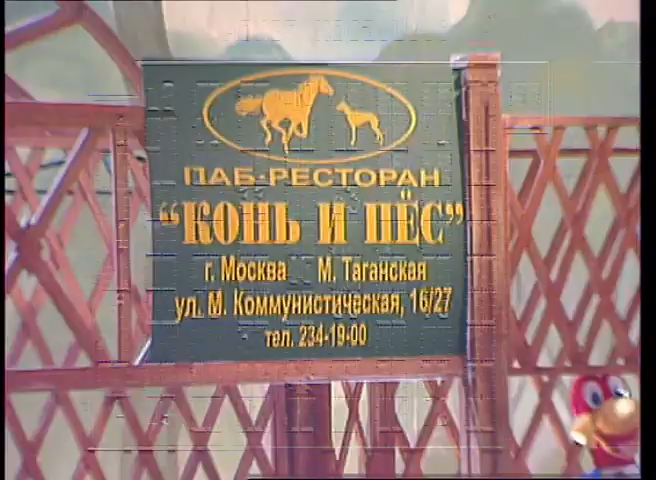 ПАБ-РЕСТОРАН
“КОНЬ И ПЁС”
г. Москва М. Таганская
ул. М. Коммунистическая, 16/27
тел. 234-19-00